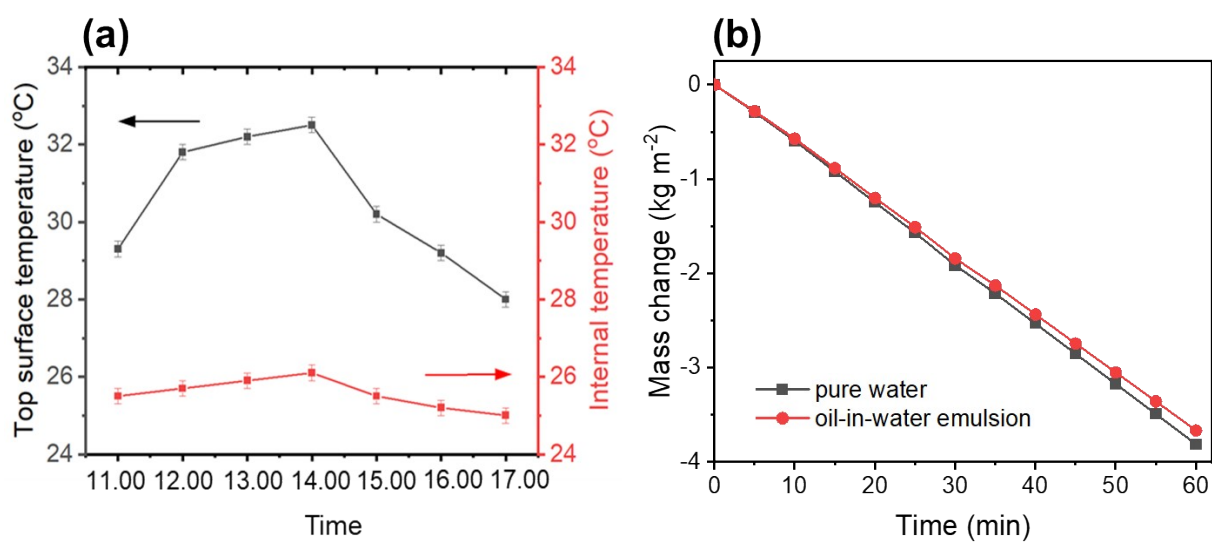 (a)
34
32
30
28
26
24
Top surface temperature (ºC)
34
32
30
28
26
24
Internal temperature (ºC)
11.00 12.00 13.00 14.00 15.00 16.00 17.00
Time
(b)
0
-1
-2
-3
-4
Mass change (kg m⁻²)
pure water
oil-in-water emulsion
0 10 20 30 40 50 60
Time (min)